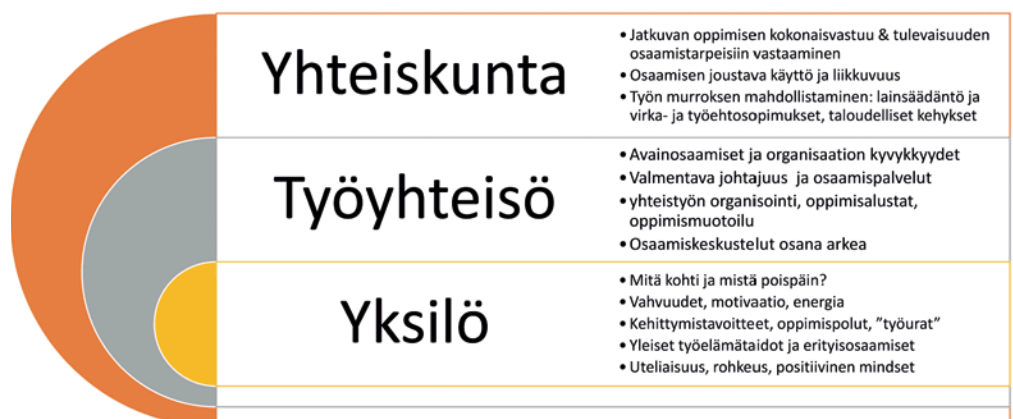 Yhteiskunta
• Jatkuvan oppimisen kokonaisvastuu & tulevaisuuden
osaamistarpeisiin vastaaminen
• Osaamisen joustava käyttö ja liikkuvuus
• Työn murroksen mahdollistaminen: lainsäädäntö ja
virka- ja työehtosopimukset, taloudelliset kehykset
Työyhteisö
• Avainosaamiset ja organisaation kyvykkyydet
• Valmentava johtajuus ja osaamispalvelut
• yhteistyön organisointi, oppimisalustat,
oppimismuotoilu
• Osaamiskeskustelut osana arkea
Yksilö
• Mitä kohti ja mistä poispäin?
• Vahvuudet, motivaatio, energia
• Kehittymistavoitteet, oppimispolut, ”työurat”
• Yleiset työelämätaidot ja erityisosaamiset
• Uteliaisuus, rohkeus, positiivinen mindset